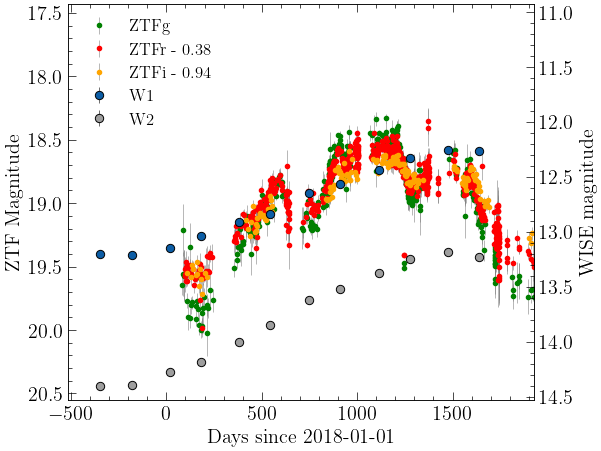 17.5
18.0
18.5
19.0
19.5
20.0
20.5
ZTF Magnitude
ZTFg
ZTFr - 0.38
ZTFi - 0.94
W1
W2
11.0
11.5
12.0
12.5
13.0
13.5
14.0
14.5
WISE magnitude
−500 0 500 1000 1500
Days since 2018-01-01